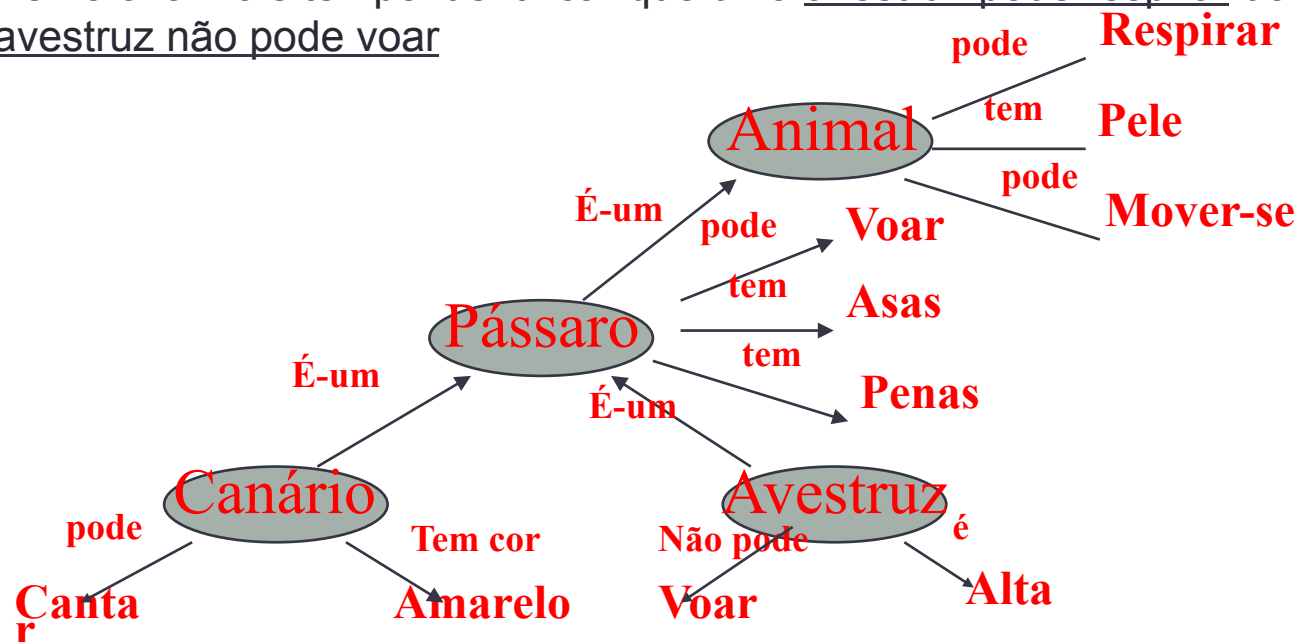 avestruz não pode voar
pode
Respirar
Animal
tem
Pele
pode
Mover-se
É-um
pode
Voar
tem
Asas
Pássaro
tem
Penas
É-um
É-um
Canário
Avestruz
pode
Tem cor
Não pode
é
Cantar
Amarelo
Voar
Alta